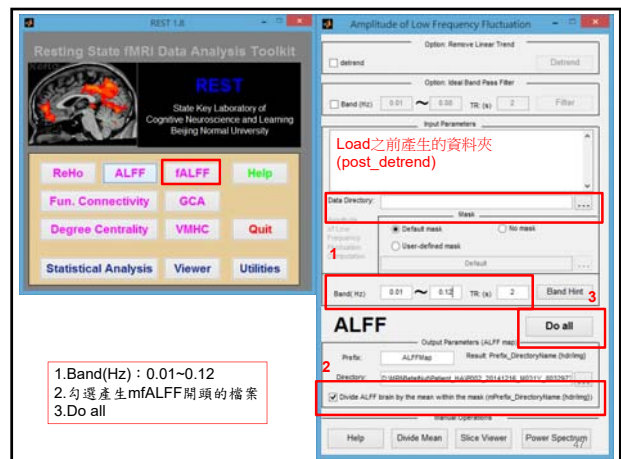 REST 1.8
Resting State fMRI Data Analysis Toolkit
REST
State Key Laboratory of
Cognitive Neuroscience and Learning
Beijing Normal
University
ReHo ALFF fALFF Help
Fun. Connectivity GCA
Degree Centrality VMHC Quit
Statistical Analysis Viewer Utilities
1.Band(Hz)：0.01~0.12
2.勾選產生mfALFF開頭的檔案
3.Do all
Amplitude of Low Frequency Fluctuation
Option: Remove Linear Trend
detrend Detrend
Option: Ideal Band Pass Filter
Band (Hz) 0.01 ~ 0.08 TR: (s) 2 Filter
Input Parameters
Load之前產生的資料夾
(post_detrend)
Data Directory: ...
Mask
Amplitude
of Low
Frequency
Fluctuation
Computation
Default mask No mask
User-defined mask
1
Default ...
Band( Hz) 0.01 ~ 0.12 TR: (s) 2 Band Hint
3
ALFF Do all
Output Parameters (ALFF map)
Prefix: ALFFMap Result: Prefix_DirectoryName.{hdr/img}
2
Directory: ...
Divide ALFF brain by the mean within the mask (mPrefix_DirectoryName.{hdr/img})
Manual Operations
Help Divide Mean Slice Viewer Power Spectrum
47